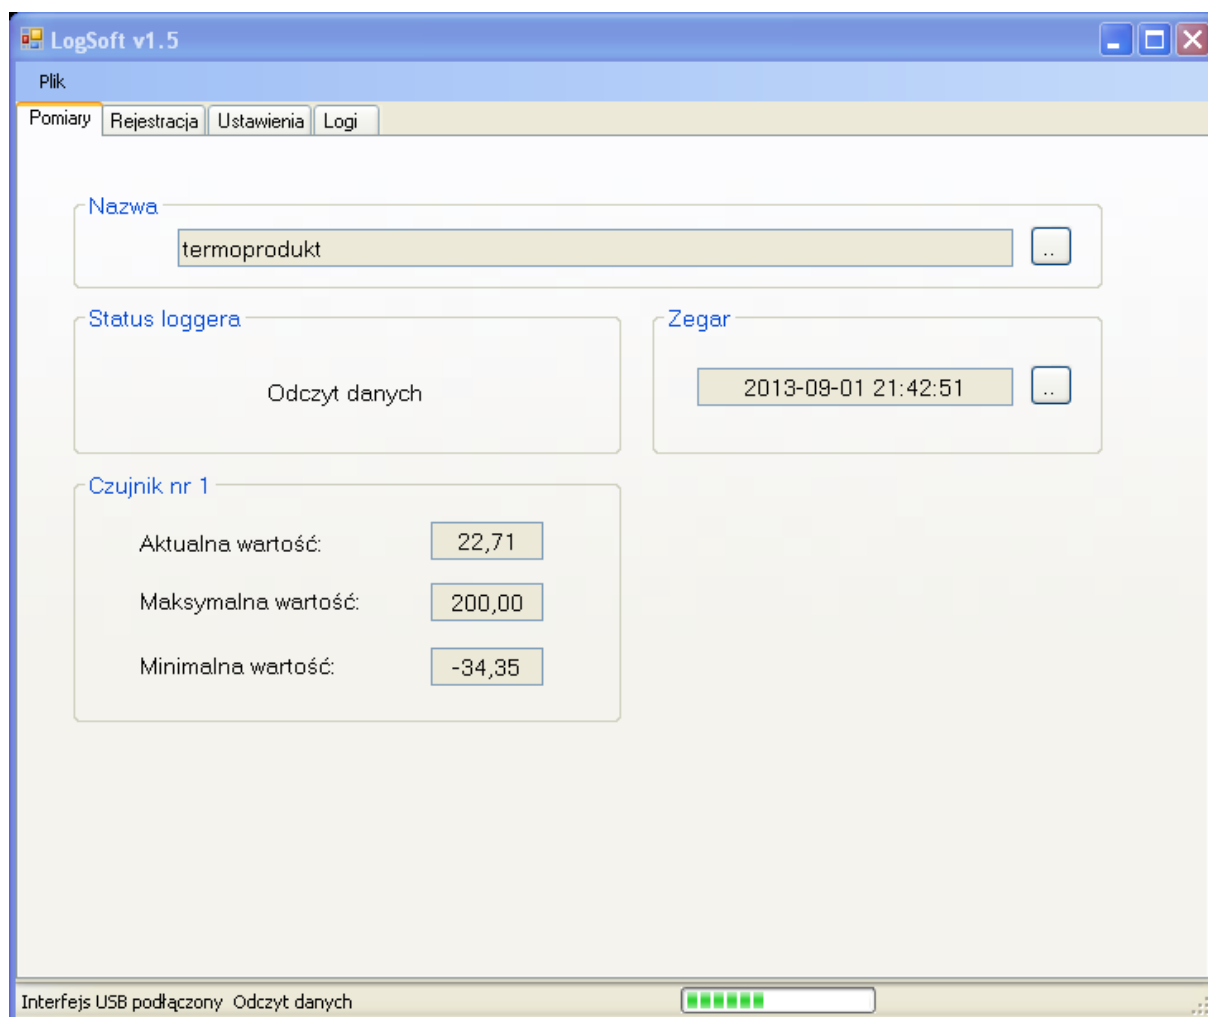 LogSoft v1.5
Plik
Pomiary Rejestracja Ustawienia Logi
Nazwa
termoprodukt ..
Status loggera Zegar
Odczyt danych 2013-09-01 21:42:51 ..
Czujnik nr 1
Aktualna wartość: 22,71
Maksymalna wartość: 200,00
Minimalna wartość: -34,35
Interfejs USB podłączony Odczyt danych